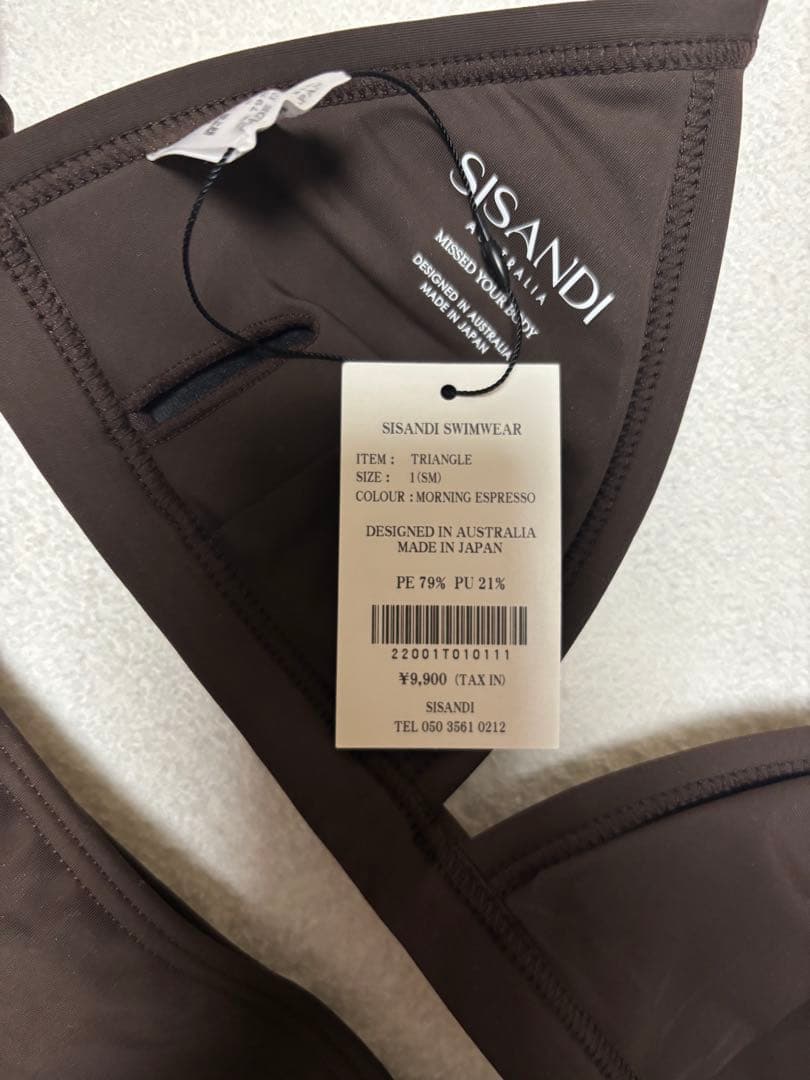 SISANDI
AUSTRALIA
MISSED YOUR BODY
DESIGNED IN AUSTRALIA
MADE IN JAPAN
SISANDI SWIMWEAR
ITEM : TRIANGLE
SIZE : 1(SM)
COLOUR : MORNING ESPRESSO
DESIGNED IN AUSTRALIA
MADE IN JAPAN
PE 79% PU 21%
22001T010111
¥9,900 (TAX IN)
SISANDI
TEL 050 3561 0212